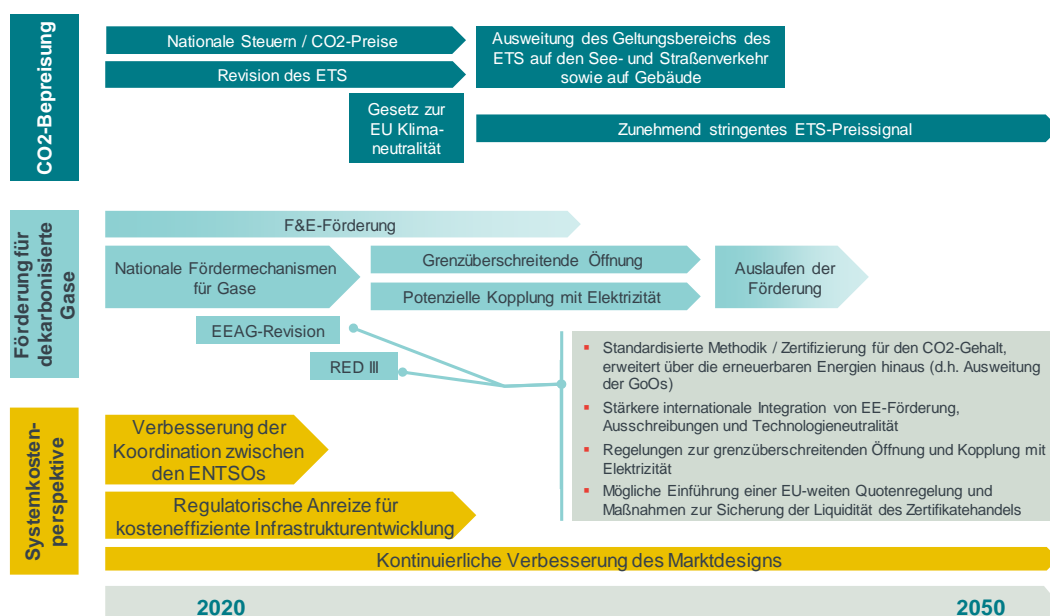 CO2-Bepreisung
Nationale Steuern / CO2-Preise
Revision des ETS
Gesetz zur
EU Klima-
neutralität
Ausweitung des Geltungsbereichs des
ETS auf den See- und Straßenverkehr
sowie auf Gebäude
Zunehmend stringentes ETS-Preissignal
Förderung für
dekarbonisierte
Gase
F&E-Förderung
Nationale Fördermechanismen
für Gase
Grenzüberschreitende Öffnung
Potenzielle Kopplung mit Elektrizität
Auslaufen der
Förderung
EEAG-Revision
RED III
▪ Standardisierte Methodik / Zertifizierung für den CO2-Gehalt,
erweitert über die erneuerbaren Energien hinaus (d.h. Ausweitung
der GoOs)
▪ Stärkere internationale Integration von EE-Förderung,
Ausschreibungen und Technologieneutralität
▪ Regelungen zur grenzüberschreitenden Öffnung und Kopplung mit
Elektrizität
▪ Mögliche Einführung einer EU-weiten Quotenregelung und
Maßnahmen zur Sicherung der Liquidität des Zertifikatehandels
Systemkosten-
perspektive
Verbesserung der
Koordination zwischen
den ENTSOs
Regulatorische Anreize für
kosteneffiziente Infrastrukturentwicklung
Kontinuierliche Verbesserung des Marktdesigns
2020
2050